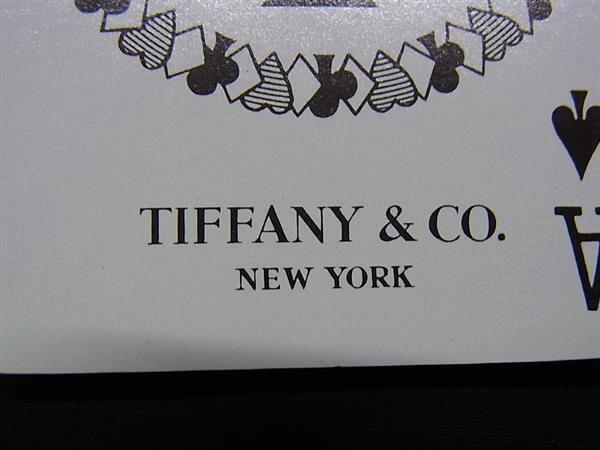 TIFFANY & CO.
NEW YORK
A